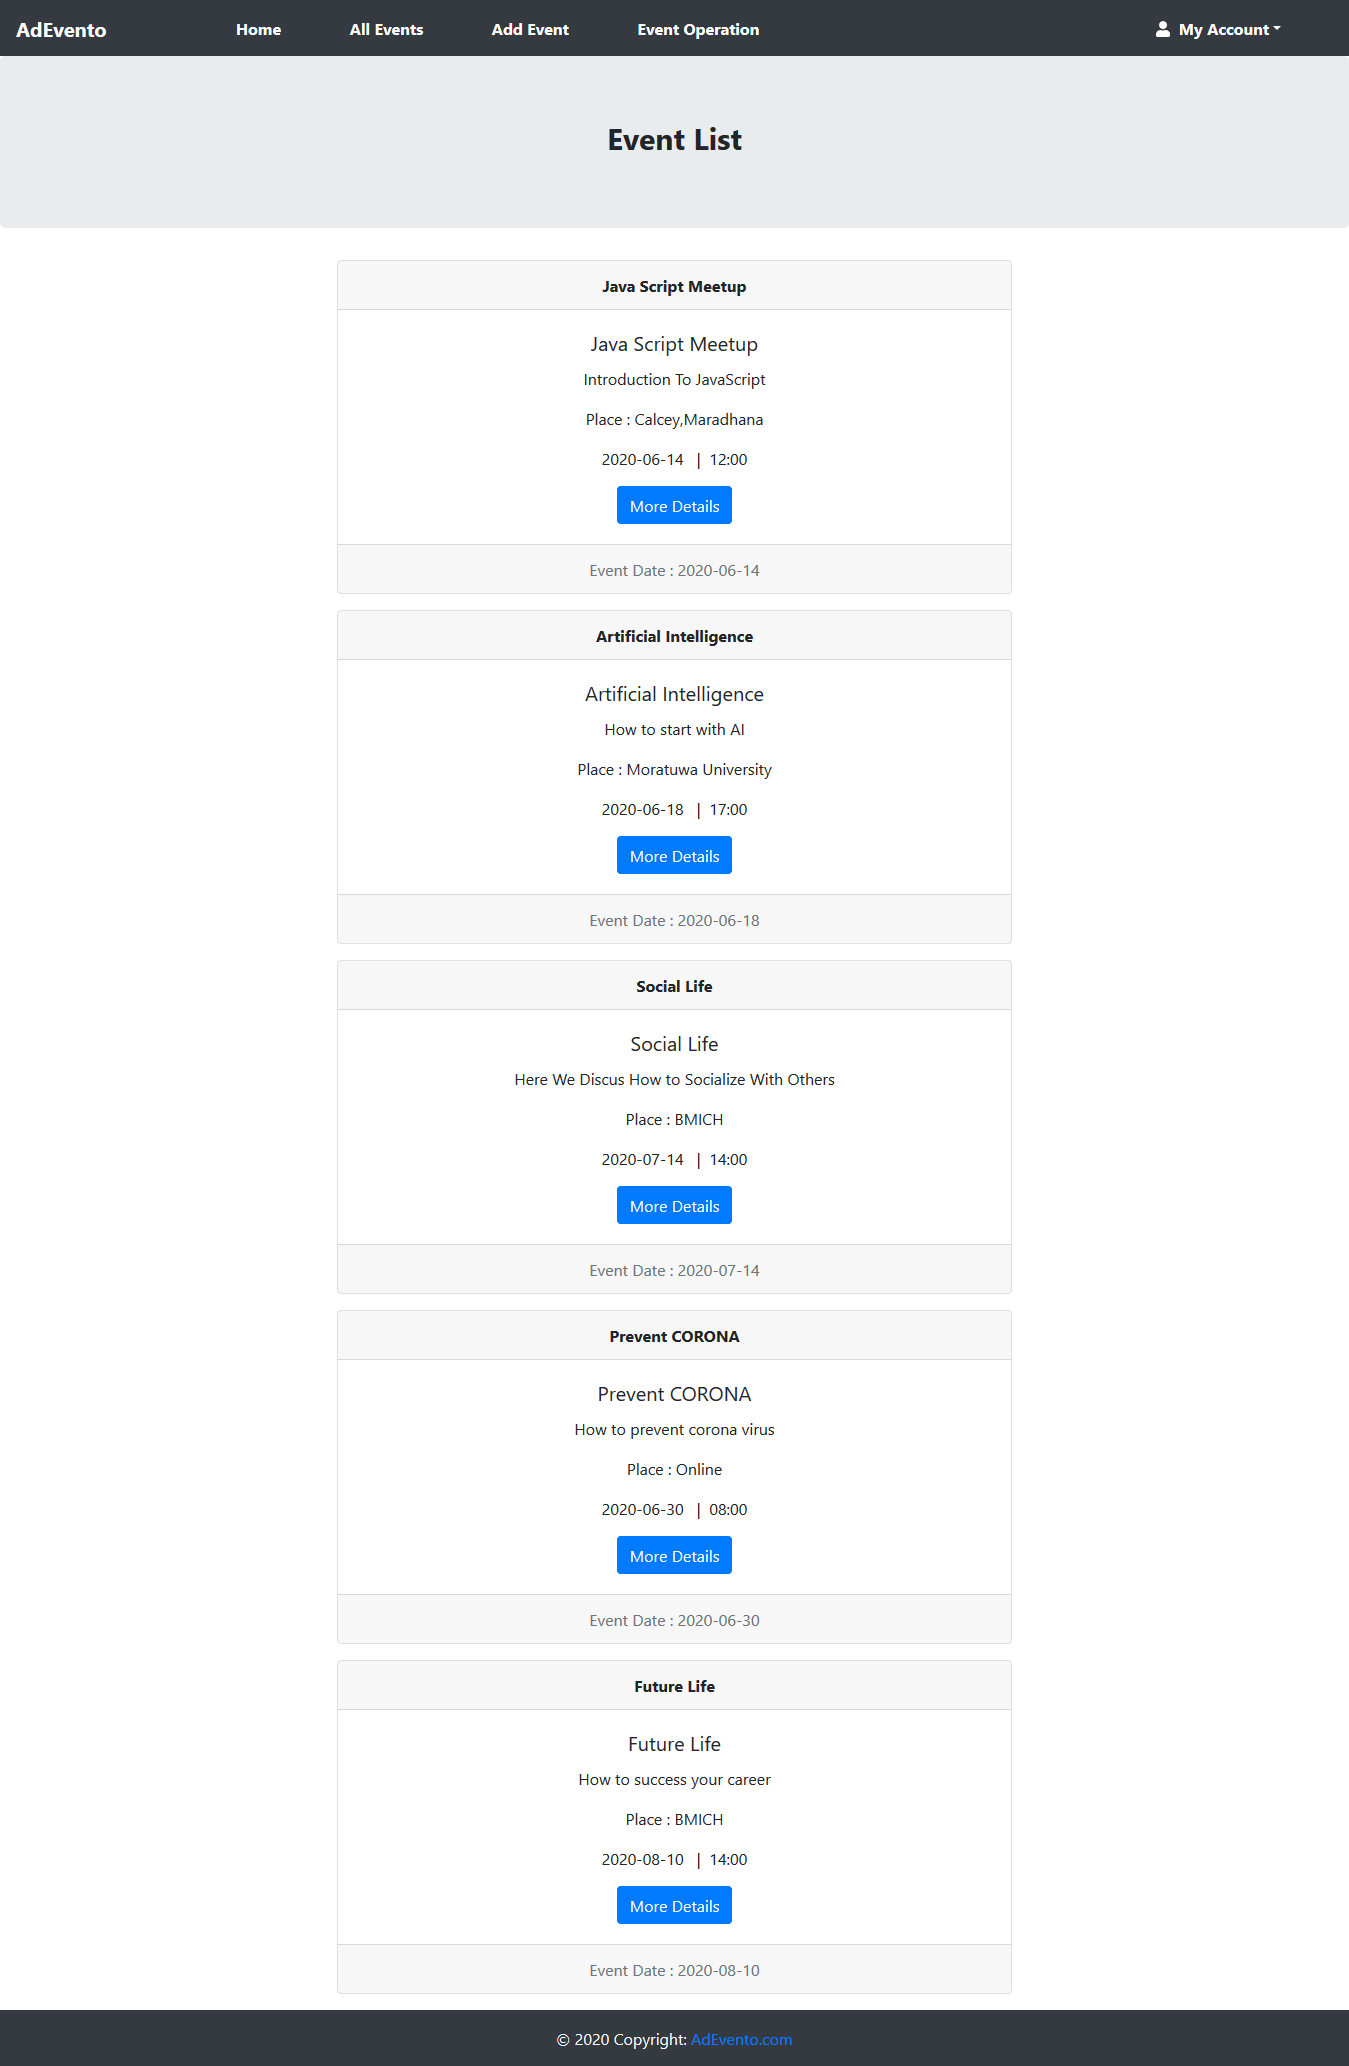 AdEvento Home All Events Add Event Event Operation My Account
Event List
Java Script Meetup
Java Script Meetup
Introduction To JavaScript
Place : Calcey,Maradhana
2020-06-14 | 12:00
More Details
Event Date : 2020-06-14
Artificial Intelligence
Artificial Intelligence
How to start with AI
Place : Moratuwa University
2020-06-18 | 17:00
More Details
Event Date : 2020-06-18
Social Life
Social Life
Here We Discus How to Socialize With Others
Place : BMICH
2020-07-14 | 14:00
More Details
Event Date : 2020-07-14
Prevent CORONA
Prevent CORONA
How to prevent corona virus
Place : Online
2020-06-30 | 08:00
More Details
Event Date : 2020-06-30
Future Life
Future Life
How to success your career
Place : BMICH
2020-08-10 | 14:00
More Details
Event Date : 2020-08-10
© 2020 Copyright: AdEvento.com